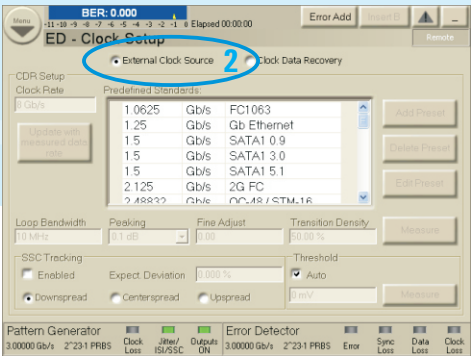 Menu
BER: 0.000
-11 -10 -9 -8 -7 -6 -5 -4 -3 -2 -1 0 Elapsed 00:00:00
Error Add
Insert B
ED - Clock Setup
Remote
External Clock Source
2
Clock Data Recovery
CDR Setup
Clock Rate
Predefined Standards:
8 Gb/s
1.0625 Gb/s FC1063
1.25 Gb/s Gb Ethernet
1.5 Gb/s SATA1 0.9
1.5 Gb/s SATA1 3.0
1.5 Gb/s SATA1 5.1
2.125 Gb/s 2G FC
2.48832 Gb/s OC-48 / STM-16
Update with
measured data
rate
Add Preset
Delete Preset
Edit Preset
Loop Bandwidth Peaking Fine Adjust Transition Density
10 MHz 0.1 dB 0.00 50.00 % Measure
SSC Tracking Threshold
Enabled Expect Deviation 0.000 % Auto
Downspread Centerspread Upspread 0 mV Measure
Pattern Generator Error Detector
3.00000 Gb/s 2^23-1 PRBS Clock Loss Jitter/ ISI/SSC Outputs ON 3.00000 Gb/s 2^23-1 PRBS Error Sync Loss Data Loss Clock Loss